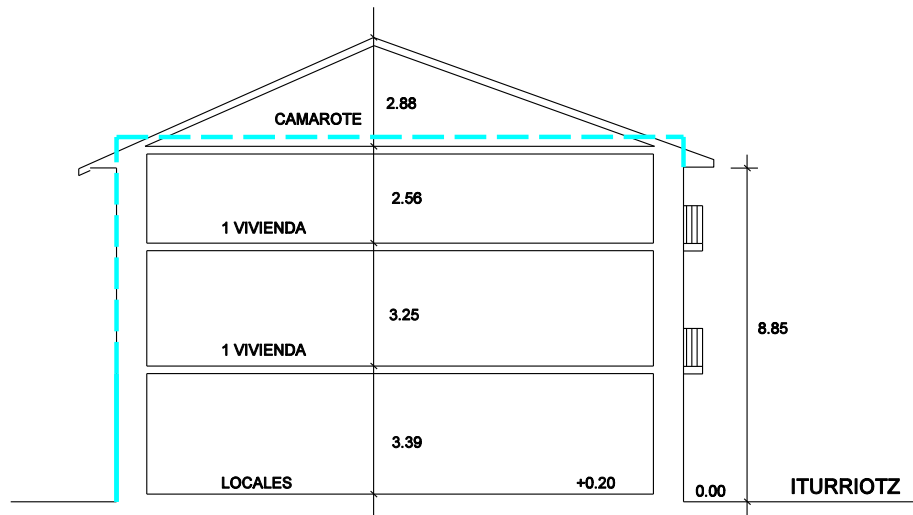 2.88
CAMAROTE
2.56
1 VIVIENDA
3.25
8.85
1 VIVIENDA
3.39
LOCALES
+0.20
0.00
ITURRIOTZ